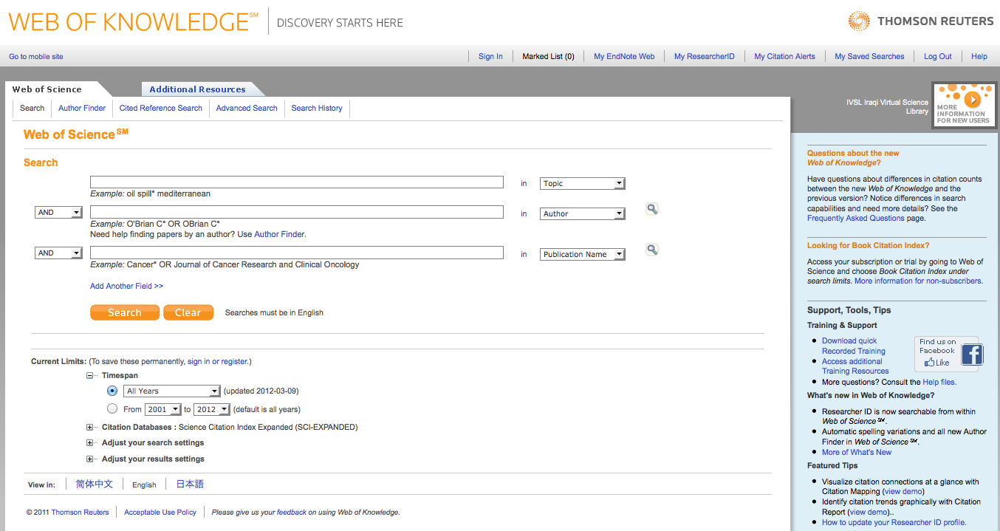 WEB OF KNOWLEDGE SM DISCOVERY STARTS HERE
THOMSON REUTERS
Go to mobile site
Sign In Marked List (0) My EndNote Web My ResearcherID My Citation Alerts My Saved Searches Log Out Help
Web of Science Additional Resources
Search Author Finder Cited Reference Search Advanced Search Search History
IVSL Iraqi Virtual Science
Library
MORE
INFORMATION
FOR NEW USERS
Web of Science SM
Search
in Topic
Example: oil spill* mediterranean
AND in Author
Example: O'Brian C* OR OBrian C*
Need help finding papers by an author? Use Author Finder.
AND in Publication Name
Example: Cancer* OR Journal of Cancer Research and Clinical Oncology
Add Another Field >>
Search Clear Searches must be in English
Current Limits: (To save these permanently, sign in or register.)
Timespan
All Years (updated 2012-03-09)
From 2001 to 2012 (default is all years)
Citation Databases : Science Citation Index Expanded (SCI-EXPANDED)
Adjust your search settings
Adjust your results settings
View in: 简体中文 English 日本語
© 2011 Thomson Reuters Acceptable Use Policy Please give us your feedback on using Web of Knowledge.
Questions about the new
Web of Knowledge?
Have questions about differences in citation counts
between the new Web of Knowledge and the
previous version? Notice differences in search
capabilities and need more details? See the
Frequently Asked Questions page.
Looking for Book Citation Index?
Access your subscription or trial by going to Web of
Science and choose Book Citation Index under
search limits. More information for non-subscribers.
Support, Tools, Tips
Training & Support
Download quick
Recorded Training
Access additional
Training Resources
More questions? Consult the Help files.
Find us on
Facebook
Like
f
What's new in Web of Knowledge?
Researcher ID is now searchable from within
Web of Science SM.
Automatic spelling variations and all new Author
Finder in Web of Science SM.
More of What's New
Featured Tips
Visualize citation connections at a glance with
Citation Mapping (view demo)
Identify citation trends graphically with Citation
Report (view demo)..
How to update your Researcher ID profile.